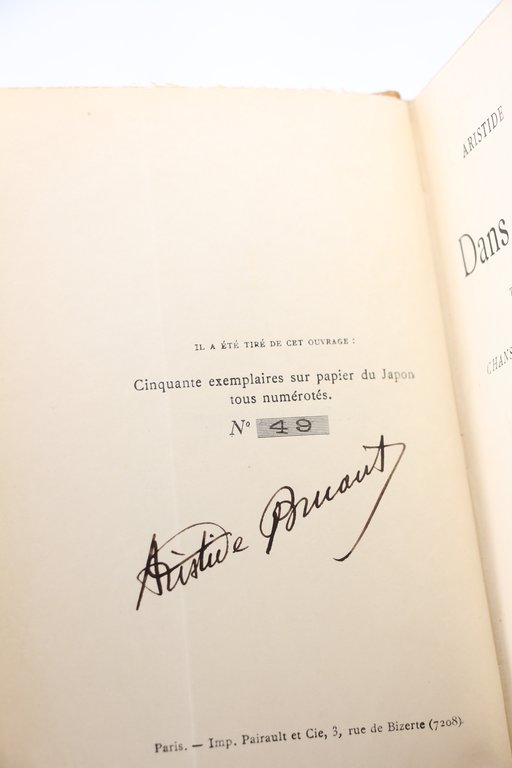 IL A ÉTÉ TIRÉ DE CET OUVRAGE :
Cinquante exemplaires sur papier du Japon
tous numérotés.
N° 49
Aristide Bruant
Paris. — Imp. Pairault et Cie, 3, rue de Bizerte (7208).
ARISTIDE
Dans
CHANS